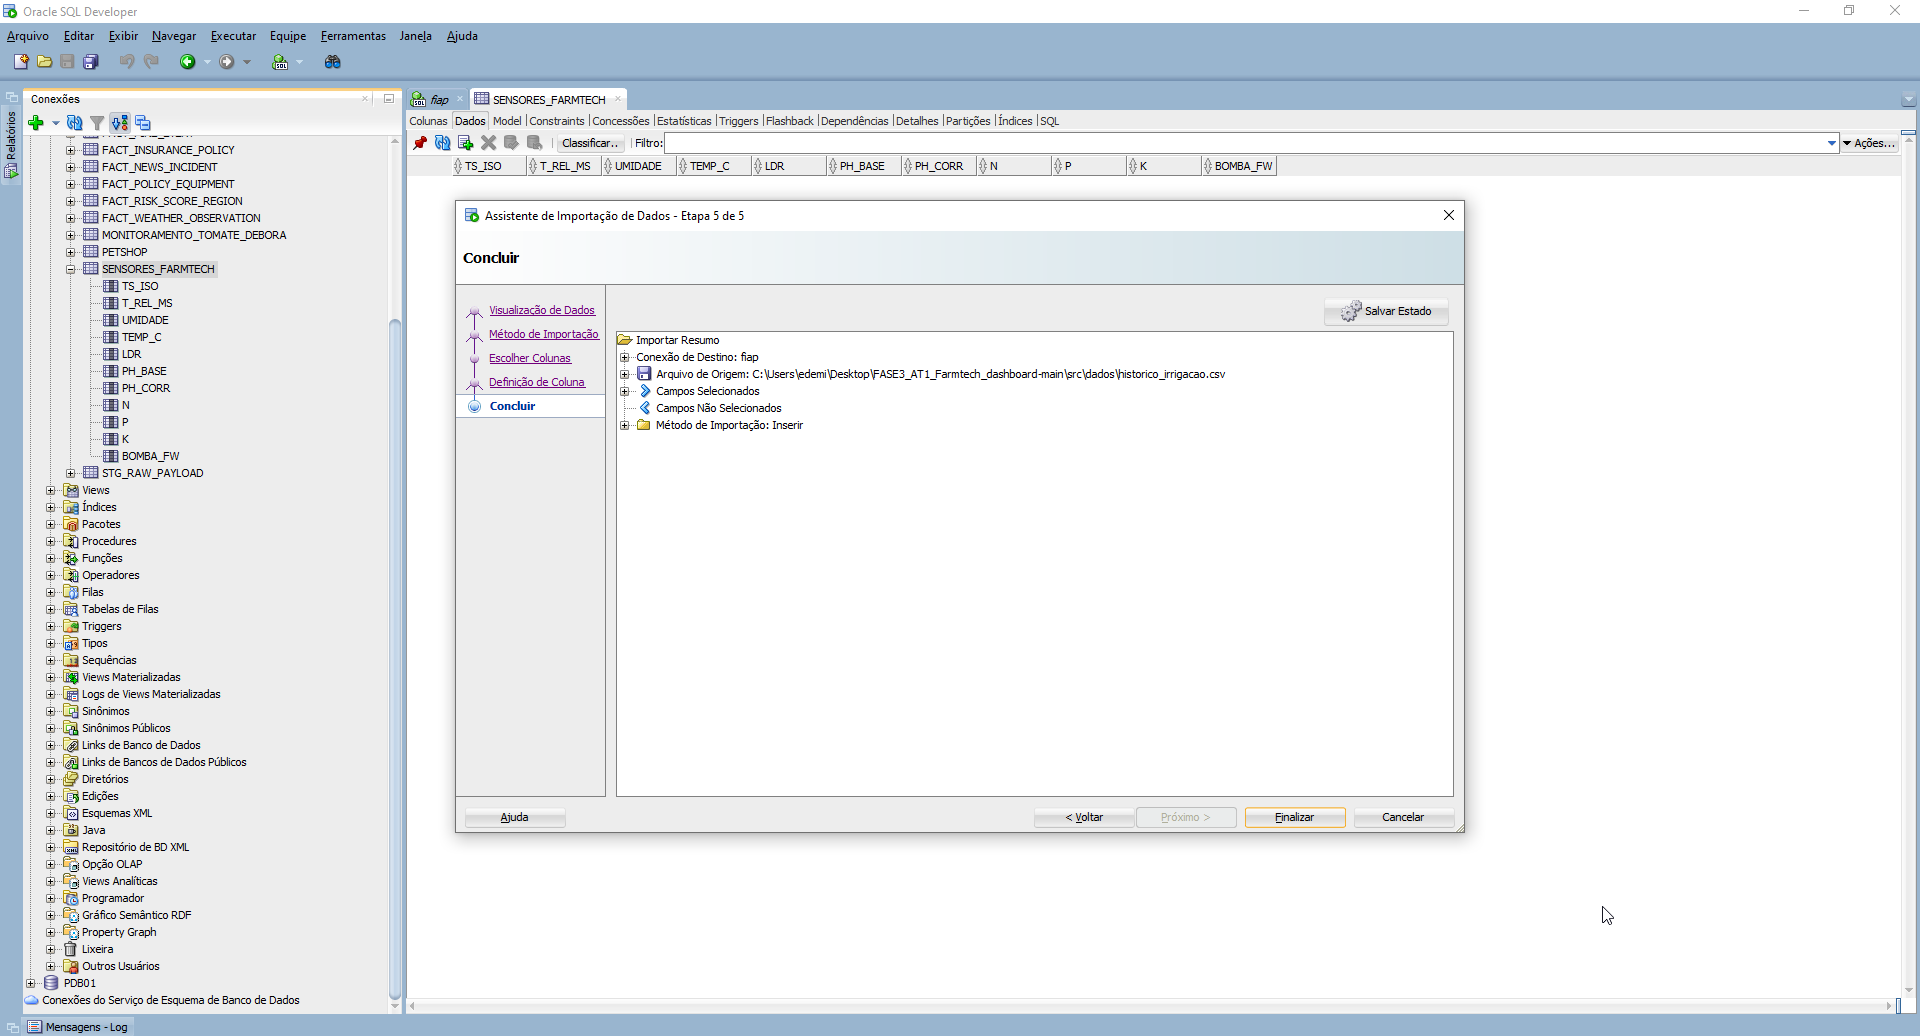 Oracle SQL Developer
Arquivo Editar Exibir Navegar Executar Equipe Ferramentas Janela Ajuda
Relatórios
Conexões
FACT_INSURANCE_POLICY
FACT_NEWS_INCIDENT
FACT_POLICY_EQUIPMENT
FACT_RISK_SCORE_REGION
FACT_WEATHER_OBSERVATION
MONITORAMENTO_TOMATE_DEBORA
PETSHOP
SENSORES_FARMTECH
TS_ISO
T_REL_MS
UMIDADE
TEMP_C
LDR
PH_BASE
PH_CORR
N
P
K
BOMBA_FW
STG_RAW_PAYLOAD
Views
Índices
Pacotes
Procedures
Funções
Operadores
Filas
Tabelas de Filas
Triggers
Tipos
Sequências
Views Materializadas
Logs de Views Materializadas
Sinônimos
Sinônimos Públicos
Links de Banco de Dados
Links de Bancos de Dados Públicos
Diretórios
Edições
Esquemas XML
Java
Repositório de BD XML
Opção OLAP
Views Analíticas
Programador
Gráfico Semântico RDF
Property Graph
Lixeira
Outros Usuários
PDB01
Conexões do Serviço de Esquema de Banco de Dados
fiap SENSORES_FARMTECH
Colunas Dados Model Constraints Concessões Estatísticas Triggers Flashback Dependências Detalhes Partições Índices SQL
Classificar.. Filtro: Ações...
TS_ISO T_REL_MS UMIDADE TEMP_C LDR PH_BASE PH_CORR N P K BOMBA_FW
Assistente de Importação de Dados - Etapa 5 de 5
Concluir
Visualização de Dados
Método de Importação
Escolher Colunas
Definição de Coluna
Concluir
Salvar Estado
Importar Resumo
Conexão de Destino: fiap
Arquivo de Origem: C:\Users\edemi\Desktop\FASE3_AT1_Farmtech_dashboard-main\src\dados\historico_irrigacao.csv
Campos Selecionados
Campos Não Selecionados
Método de Importação: Inserir
Ajuda < Voltar Próximo > Finalizar Cancelar
Mensagens - Log